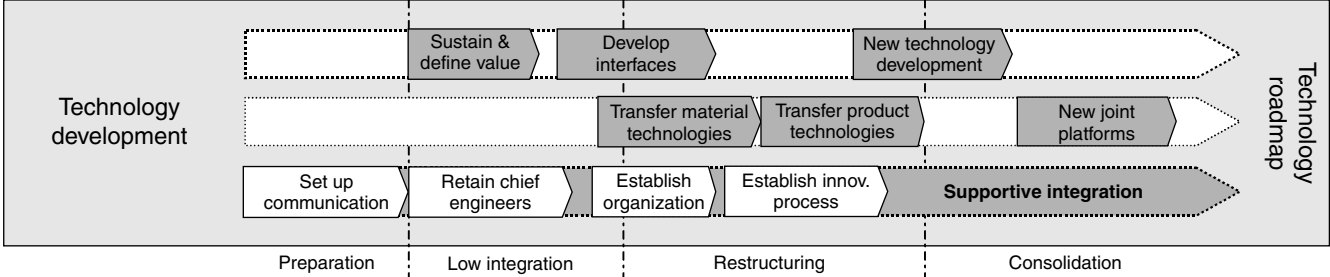 Technology
development
Sustain &
define value
Develop
interfaces
New technology
development
Transfer material
technologies
Transfer product
technologies
New joint
platforms
Set up
communication
Retain chief
engineers
Establish
organization
Establish innov.
process
Supportive integration
Technology
roadmap
Preparation
Low integration
Restructuring
Consolidation